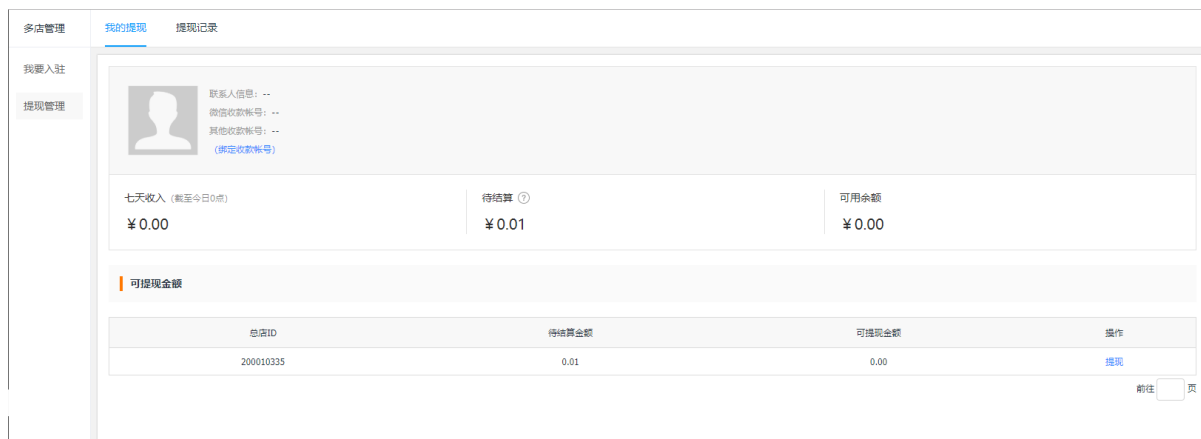 多店管理
我的提现 提现记录
我要入驻
提现管理
联系人信息：--
微信收款帐号：--
其他收款帐号：--
（绑定收款帐号）
七天收入（截至今日0点） 待结算 ? 可用余额
￥0.00 ￥0.01 ￥0.00
可提现金额
总店ID 待结算金额 可提现金额 操作
200010335 0.01 0.00 提现
前往 页